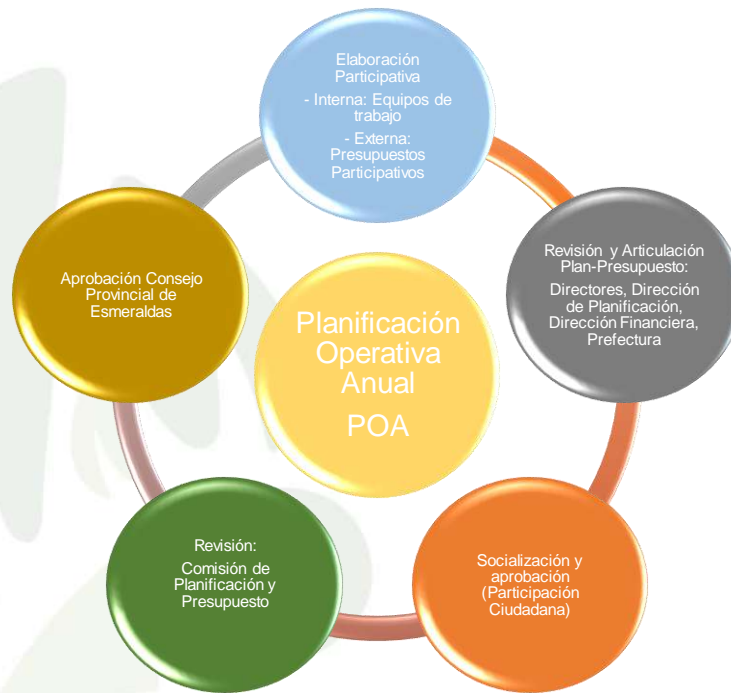 Elaboración
Participativa
- Interna: Equipos de
trabajo
- Externa:
Presupuestos
Participativos
Revisión y Articulación
Plan-Presupuesto:
Directores, Dirección
de Planificación,
Dirección Financiera,
Prefectura
Socialización y
aprobación
(Participación
Ciudadana)
Revisión:
Comisión de
Planificación y
Presupuesto
Aprobación Consejo
Provincial de
Esmeraldas
Planificación
Operativa
Anual
POA